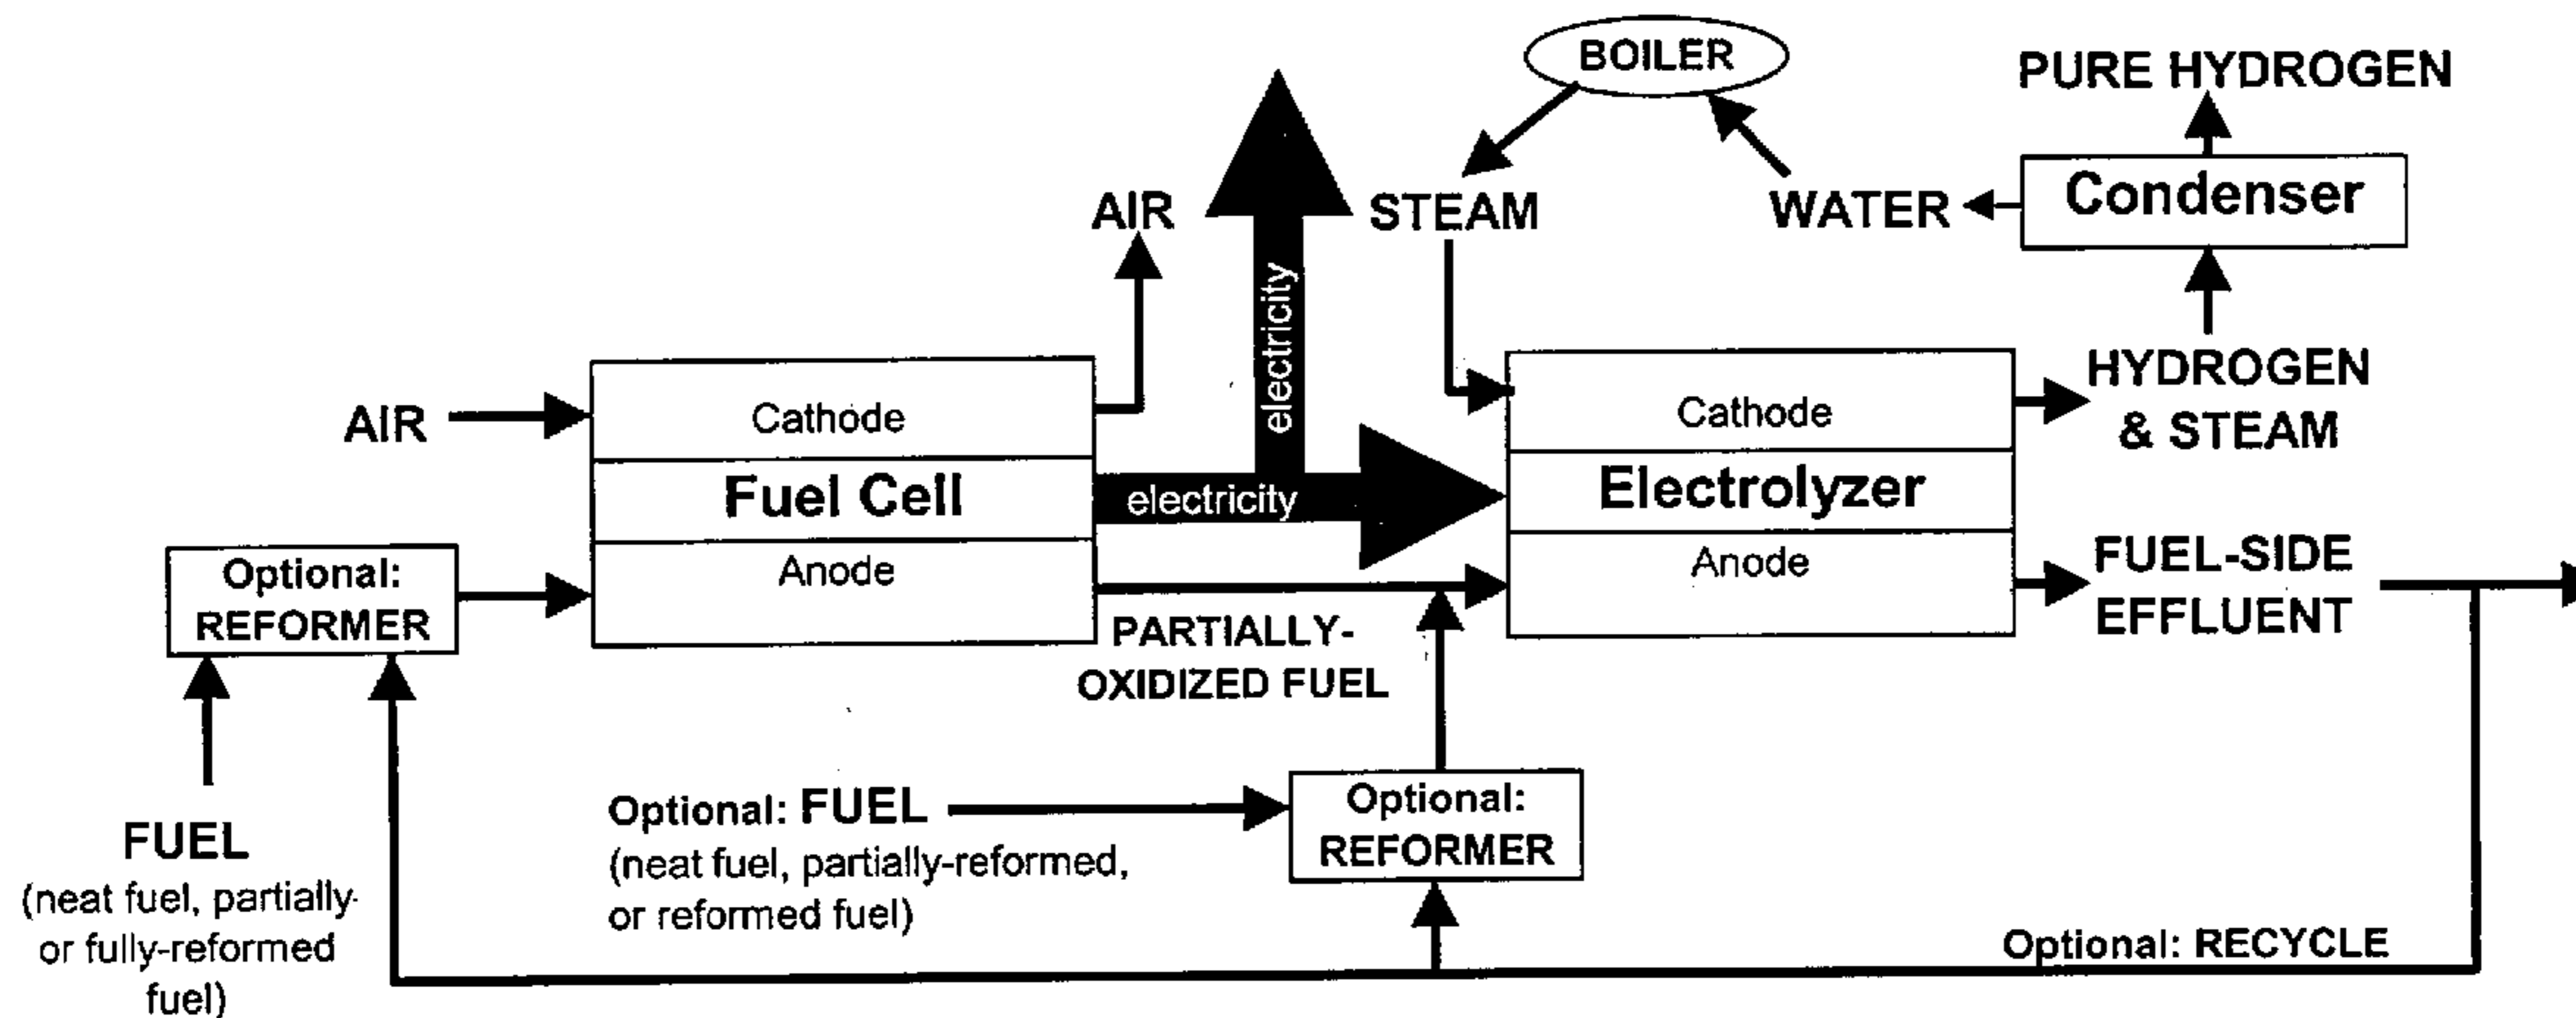 BOILER
PURE HYDROGEN
Condenser
AIR
STEAM
WATER
electricity
AIR
Cathode
Fuel Cell
Anode
electricity
Cathode
Electrolyzer
Anode
HYDROGEN
& STEAM
FUEL-SIDE
EFFLUENT
Optional:
REFORMER
PARTIALLY-
OXIDIZED FUEL
FUEL
(neat fuel, partially-
or fully-reformed
fuel)
Optional: FUEL
(neat fuel, partially-reformed,
or reformed fuel)
Optional:
REFORMER
Optional: RECYCLE